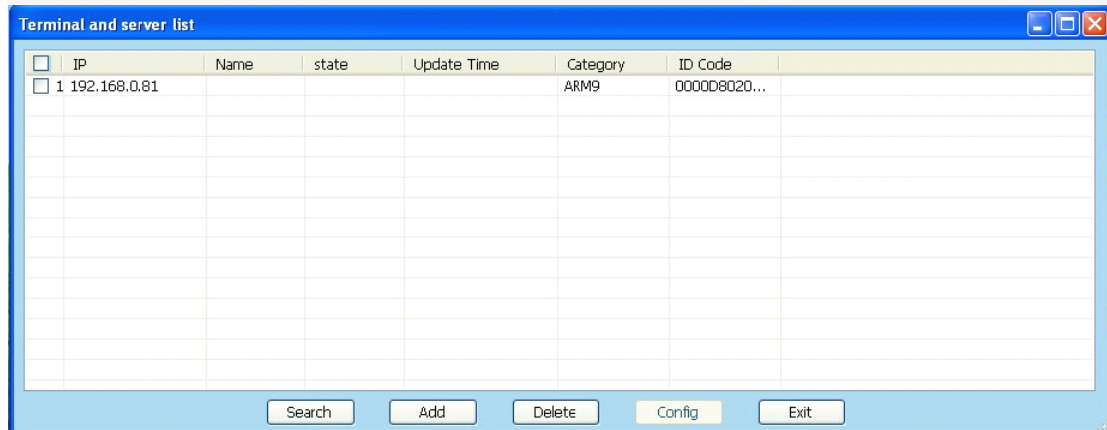 Terminal and server list
IP Name state Update Time Category ID Code
1 192.168.0.81 ARM9 0000D8020...
Search Add Delete Config Exit